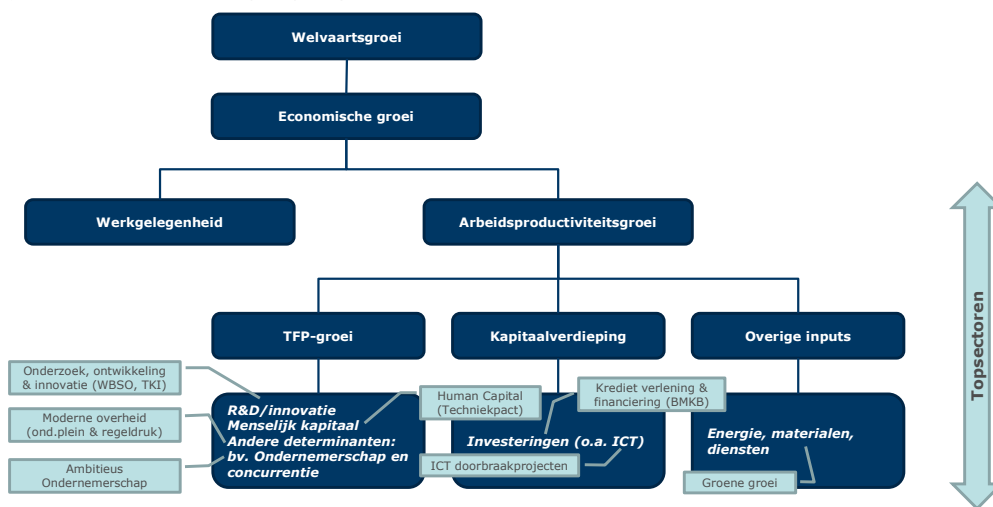 Welvaartsgroei
Economische groei
Werkgelegenheid
Arbeidsproductiviteitsgroei
Topsectoren
TFP-groei
Kapitaalverdieping
Overige inputs
Onderzoek, ontwikkeling
& innovatie (WBSO, TKI)
Moderne overheid
(ond.plein & regeldruk)
Ambitieus
Ondernemerschap
R&D/innovatie
Menselijk kapitaal
Andere determinanten:
bv. Ondernemerschap en
concurrentie
Human Capital
(Techniekpact)
Krediet verlening &
financiering (BMKB)
Investeringen (o.a. ICT)
ICT doorbraakprojecten
Energie, materialen,
diensten
Groene groei